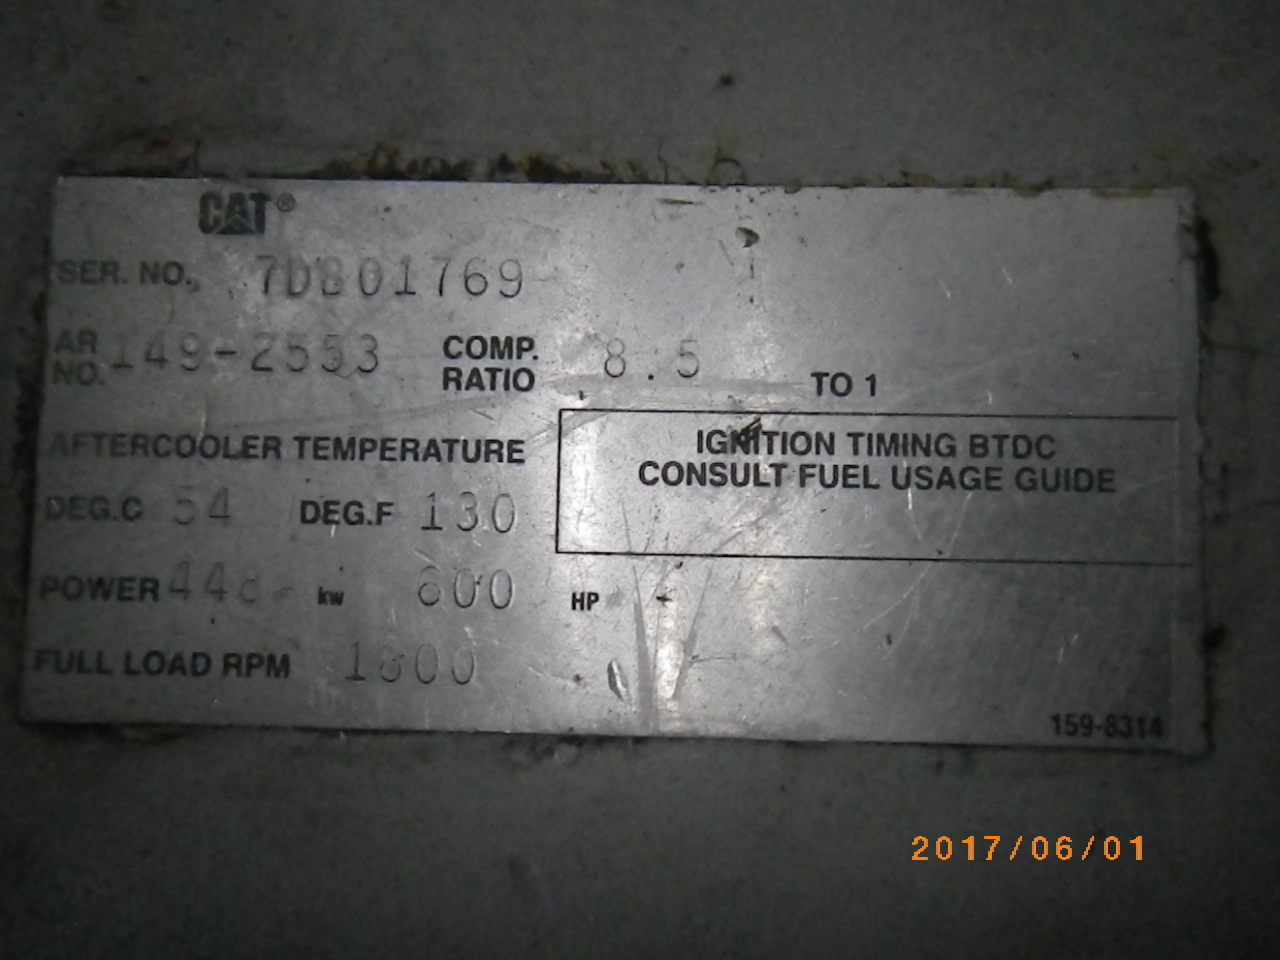 CAT®
SER. NO. 7DB01769
AR NO. 149-2553 COMP. RATIO 8.5 TO 1
AFTERCOOLER TEMPERATURE
DEG.C 54 DEG.F 130
IGNITION TIMING BTDC
CONSULT FUEL USAGE GUIDE
POWER 448 kw 600 HP
FULL LOAD RPM 1800
159-8314
2017/06/01